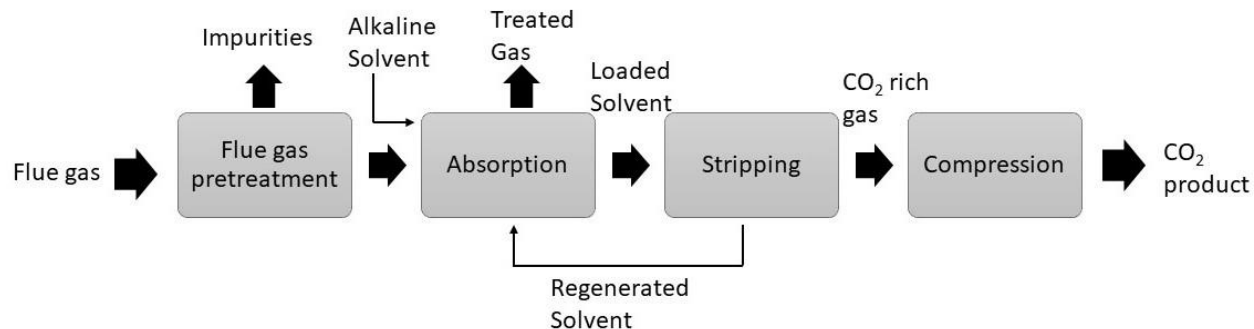 Impurities
Alkaline
Solvent
Treated
Gas
Loaded
Solvent
CO₂ rich
gas
Flue gas
Flue gas
pretreatment
Absorption
Stripping
Compression
CO₂
product
Regenerated
Solvent